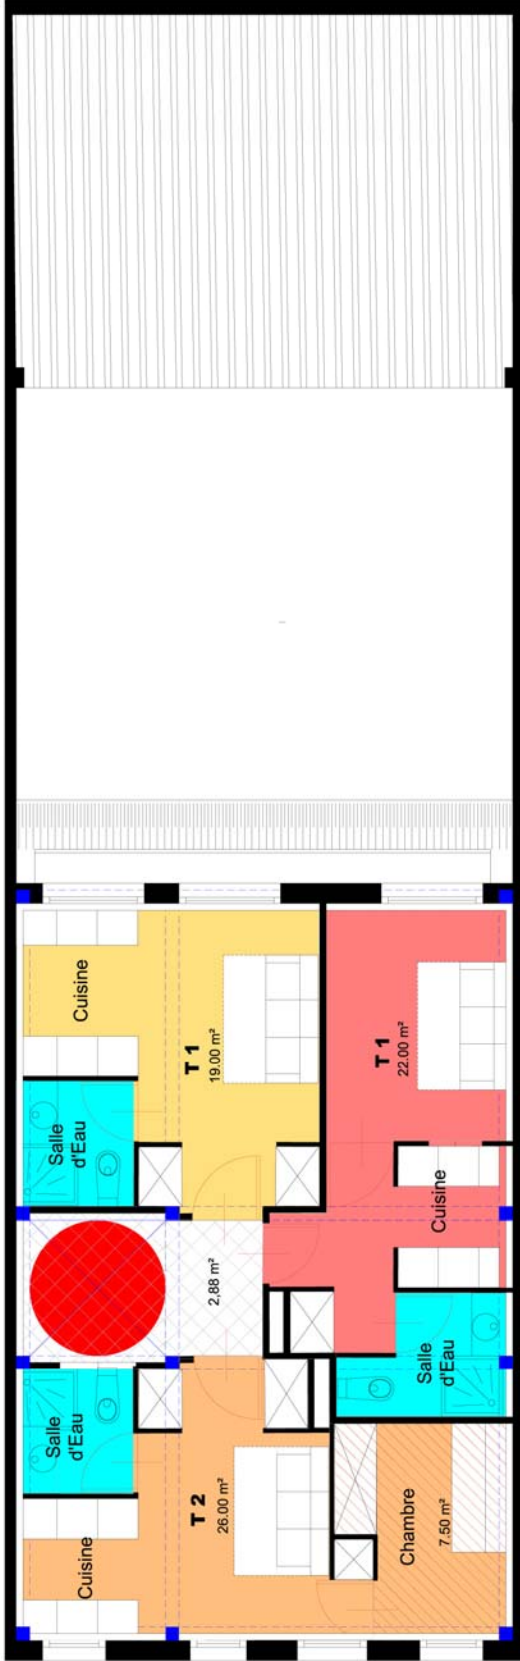 Cuisine
Salle
d'Eau
T 1
19.00 m²
T 1
22.00 m²
Cuisine
2,88 m²
Salle
d'Eau
Salle
d'Eau
Cuisine
T 2
26.00 m²
Chambre
7.50 m²